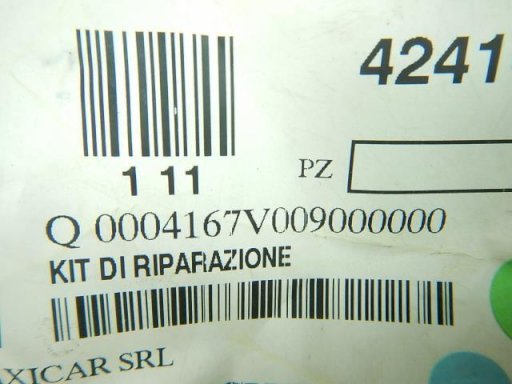 4241
1 11
PZ
Q 0004167V009000000
KIT DI RIPARAZIONE
XICAR SRL